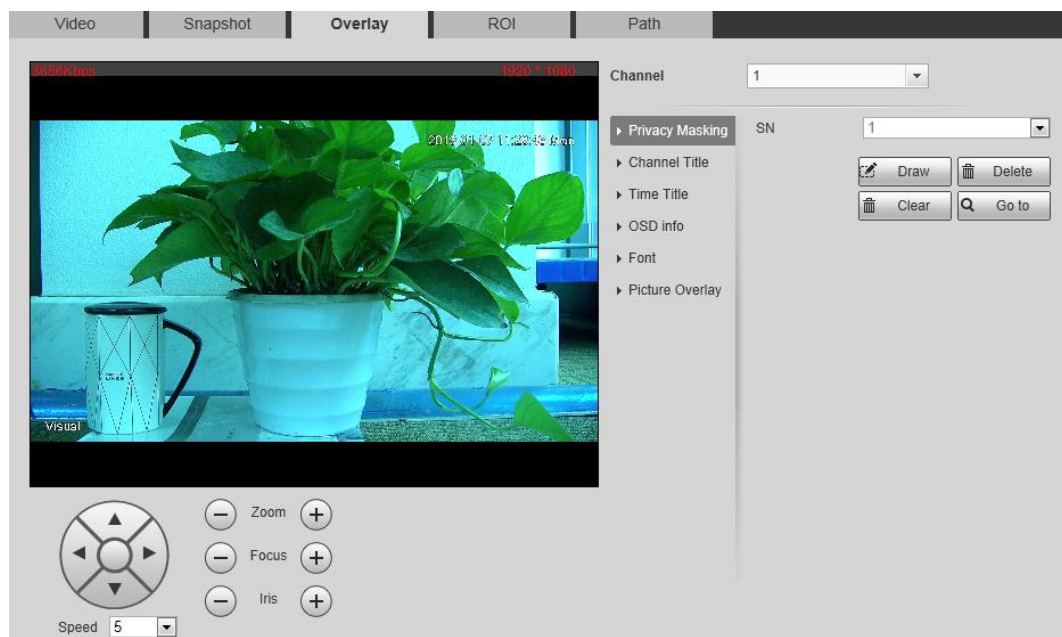 Video Snapshot Overlay ROI Path
3656Kbps 1920 * 1080
Channel 1
Privacy Masking SN 1
Channel Title Draw Delete
Time Title Clear Go to
OSD info
Font
Picture Overlay
Visual
Zoom
Focus
Iris
Speed 5